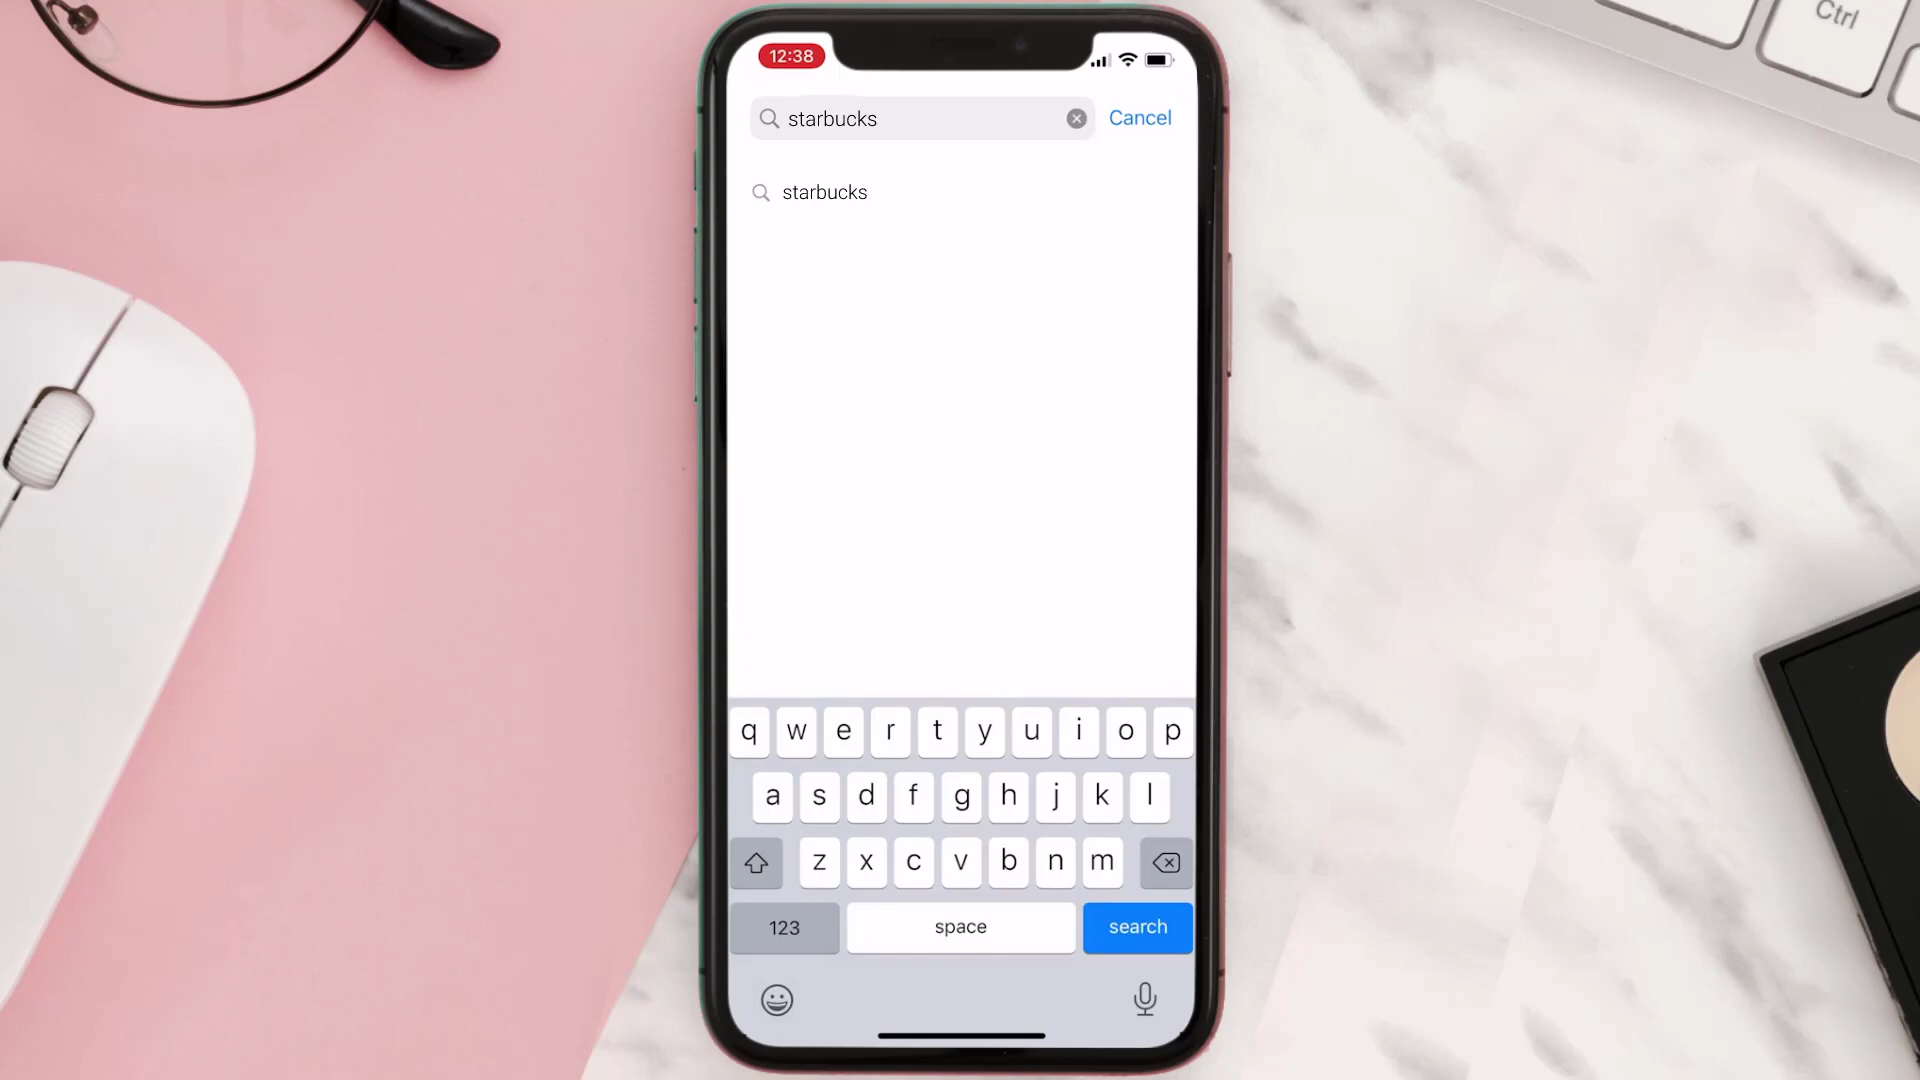 12:38
starbucks Cancel
starbucks
q w e r t y u i o p
a s d f g h j k l
z x c v b n m
123 space search
Ctrl